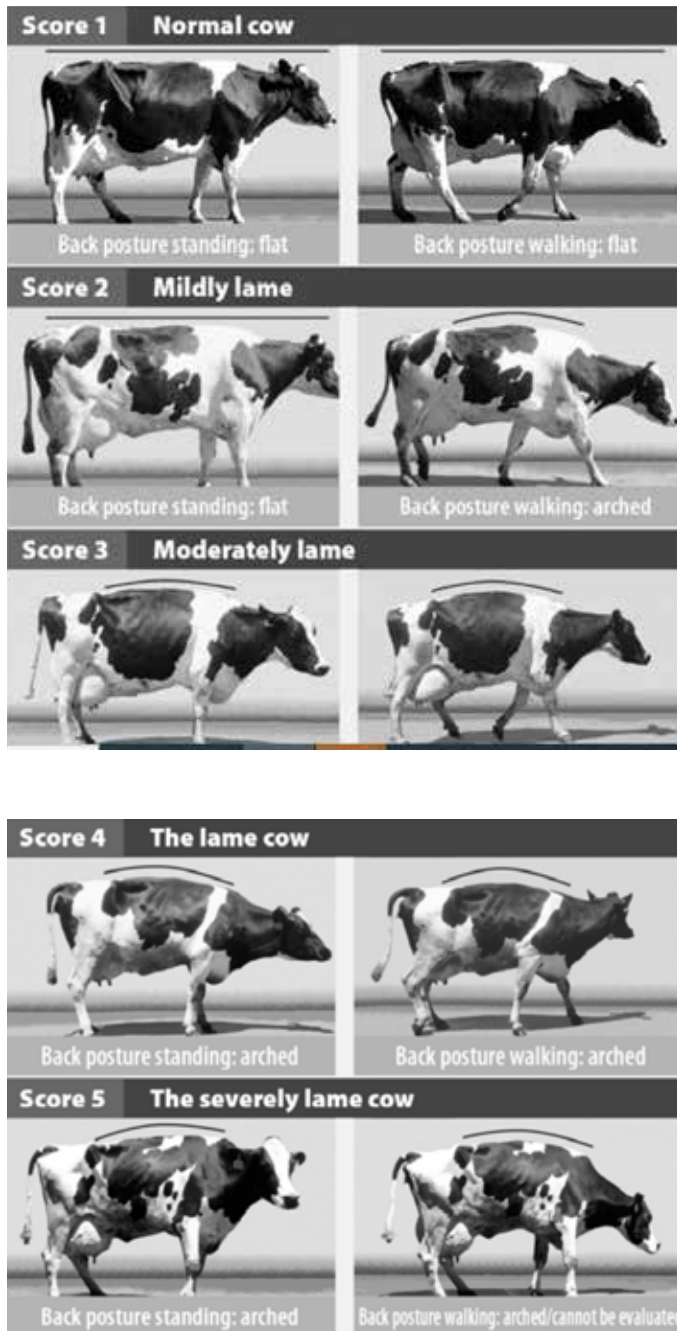 Score 1 Normal cow
Back posture standing: flat
Back posture walking: flat
Score 2 Mildly lame
Back posture standing: flat
Back posture walking: arched
Score 3 Moderately lame
Score 4 The lame cow
Back posture standing: arched
Back posture walking: arched
Score 5 The severely lame cow
Back posture standing: arched
Back posture walking: arched/cannot be evaluated